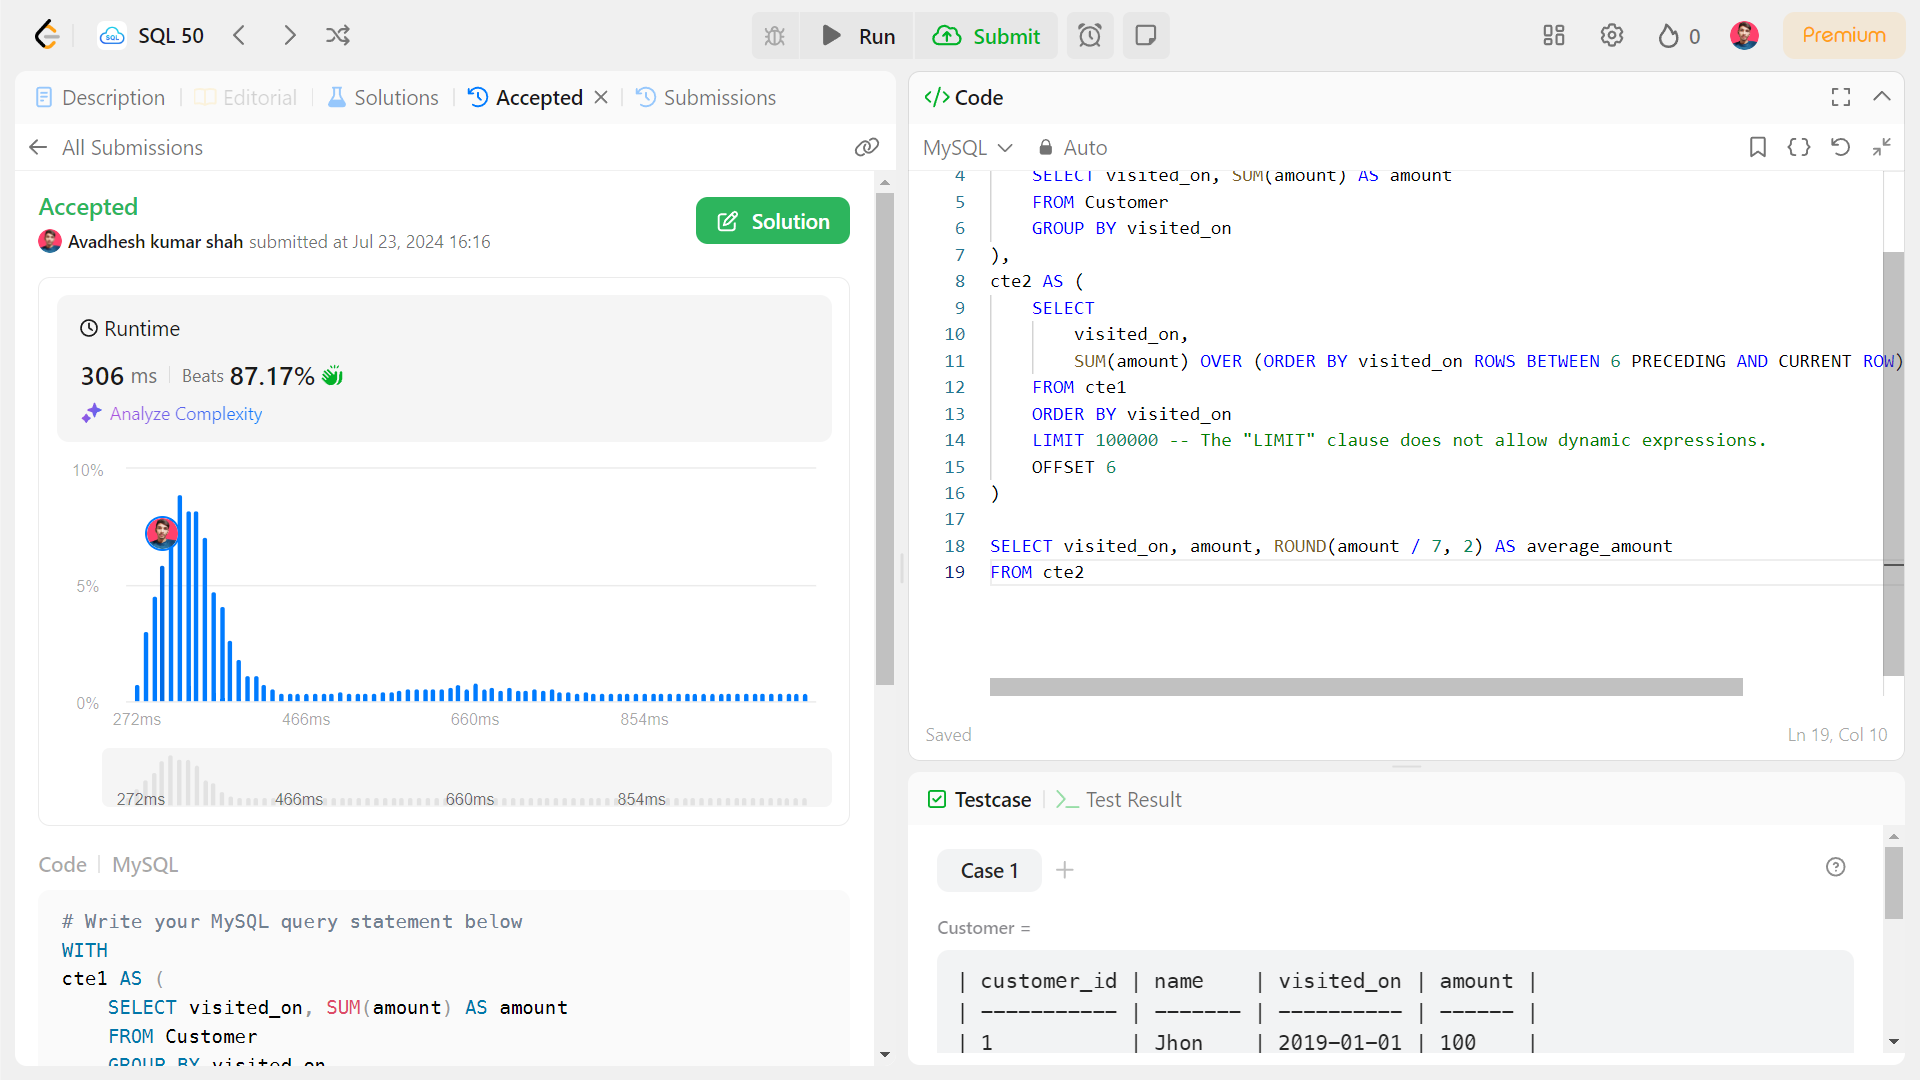 SQL 50
Run
Submit
0
Premium
Description
Editorial
Solutions
Accepted
Submissions
All Submissions
Accepted
Avadhesh kumar shah submitted at Jul 23, 2024 16:16
Solution
Runtime
306 ms
Beats 87.17%
Analyze Complexity
10%
5%
0%
272ms
466ms
660ms
854ms
272ms
466ms
660ms
854ms
Code
MySQL
# Write your MySQL query statement below
WITH
cte1 AS (
SELECT visited_on, SUM(amount) AS amount
FROM Customer
GROUP BY visited_on
</> Code
MySQL
Auto
4 SELECT visited_on, SUM(amount) AS amount
5 FROM Customer
6 GROUP BY visited_on
7 ),
8 cte2 AS (
9 SELECT
10 visited_on,
11 SUM(amount) OVER (ORDER BY visited_on ROWS BETWEEN 6 PRECEDING AND CURRENT ROW)
12 FROM cte1
13 ORDER BY visited_on
14 LIMIT 100000 -- The "LIMIT" clause does not allow dynamic expressions.
15 OFFSET 6
16 )
17
18 SELECT visited_on, amount, ROUND(amount / 7, 2) AS average_amount
19 FROM cte2
Saved
Ln 19, Col 10
Testcase
Test Result
Case 1
Customer =
| customer_id | name    | visited_on | amount |
| ----------- | ------- | ---------- | ------ |
| 1           | Jhon    | 2019-01-01 | 100    |